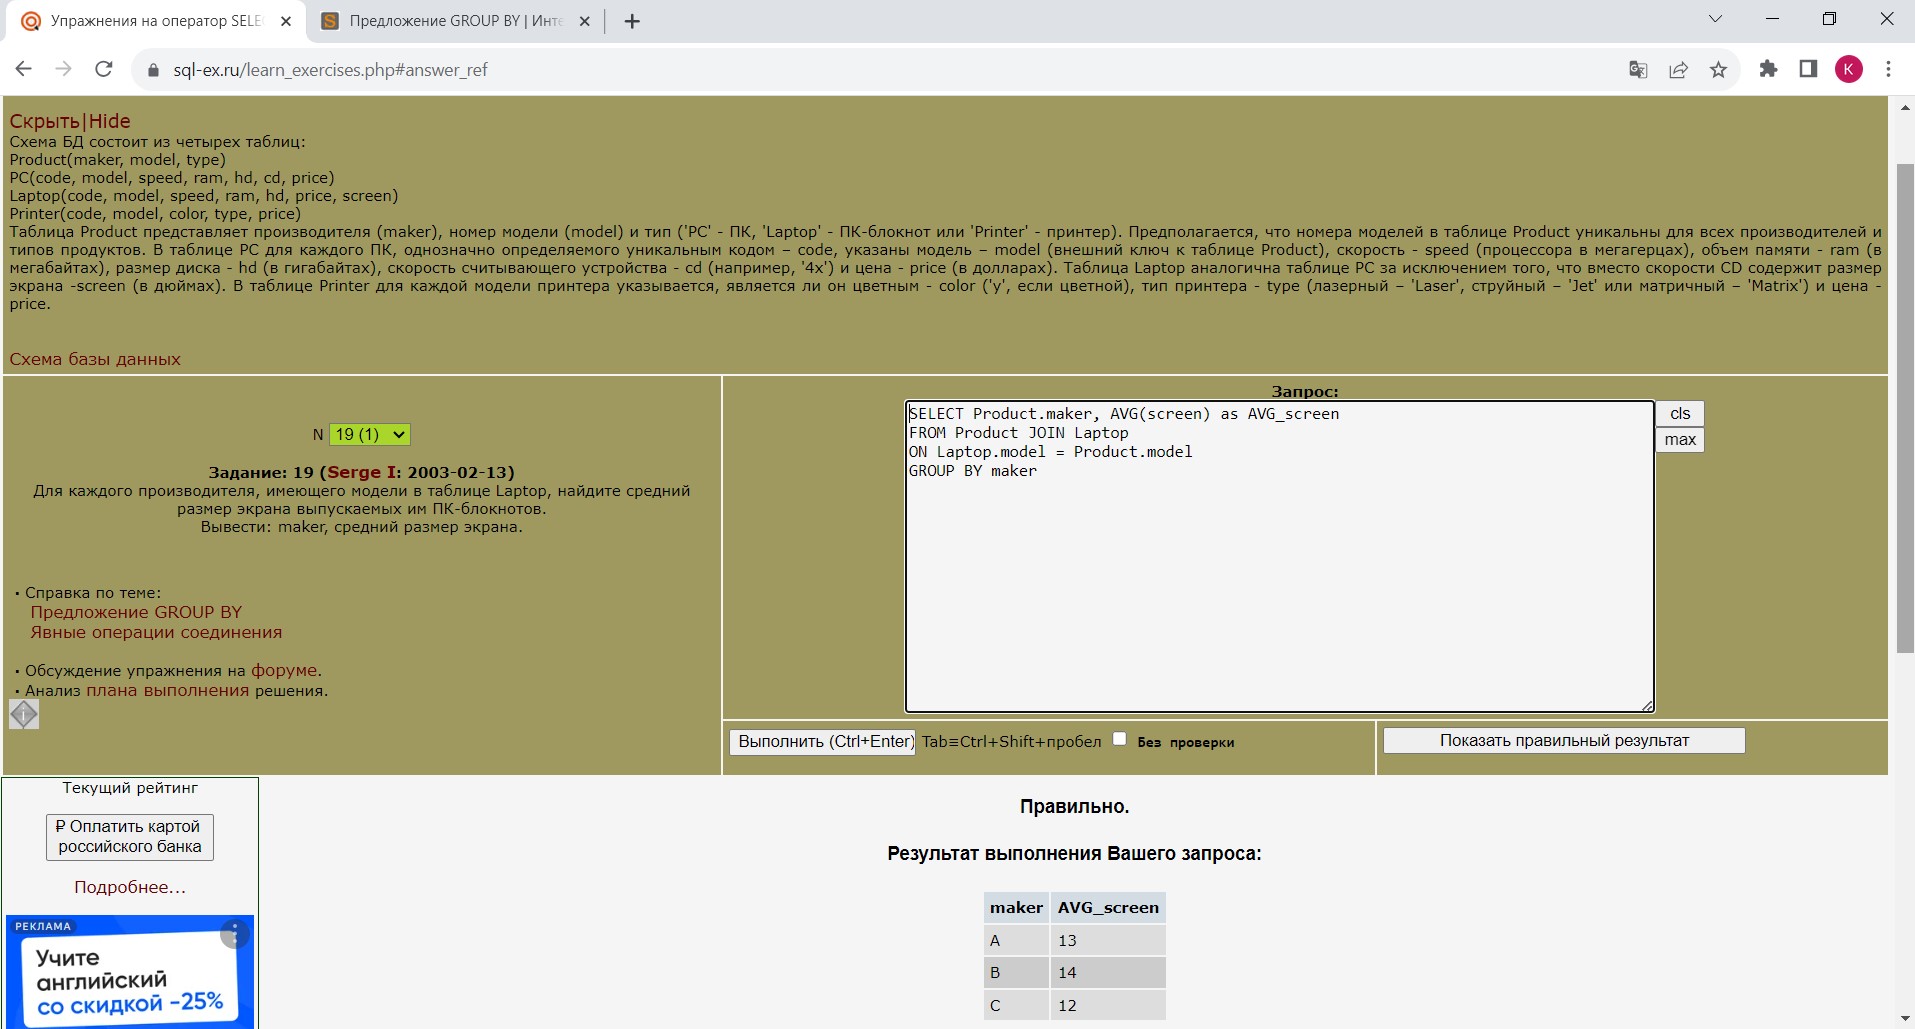 Упражнения на оператор SELE
Предложение GROUP BY | Инте
sql-ex.ru/learn_exercises.php#answer_ref
K
Скрыть|Hide
Схема БД состоит из четырех таблиц:
Product(maker, model, type)
PC(code, model, speed, ram, hd, cd, price)
Laptop(code, model, speed, ram, hd, price, screen)
Printer(code, model, color, type, price)
Таблица Product представляет производителя (maker), номер модели (model) и тип ('PC' - ПК, 'Laptop' - ПК-блокнот или 'Printer' - принтер). Предполагается, что номера моделей в таблице Product уникальны для всех производителей и
типов продуктов. В таблице PC для каждого ПК, однозначно определяемого уникальным кодом – code, указаны модель – model (внешний ключ к таблице Product), скорость - speed (процессора в мегагерцах), объем памяти - ram (в
мегабайтах), размер диска - hd (в гигабайтах), скорость считывающего устройства - cd (например, '4x') и цена - price (в долларах). Таблица Laptop аналогична таблице РС за исключением того, что вместо скорости CD содержит размер
экрана -screen (в дюймах). В таблице Printer для каждой модели принтера указывается, является ли он цветным - color ('y', если цветной), тип принтера - type (лазерный – 'Laser', струйный – 'Jet' или матричный – 'Matrix') и цена -
price.
Схема базы данных
N 19 (1)
Задание: 19 (Serge I: 2003-02-13)
Для каждого производителя, имеющего модели в таблице Laptop, найдите средний
размер экрана выпускаемых им ПК-блокнотов.
Вывести: maker, средний размер экрана.
• Справка по теме:
Предложение GROUP BY
Явные операции соединения
• Обсуждение упражнения на форуме.
• Анализ плана выполнения решения.
Запрос:
SELECT Product.maker, AVG(screen) as AVG_screen
FROM Product JOIN Laptop
ON Laptop.model = Product.model
GROUP BY maker
cls
max
Выполнить (Ctrl+Enter) Tab≡Ctrl+Shift+пробел Без проверки
Показать правильный результат
Текущий рейтинг
₽ Оплатить картой
российского банка
Подробнее...
РЕКЛАМА
Учите
английский
со скидкой -25%
Правильно.
Результат выполнения Вашего запроса:
maker AVG_screen
A 13
B 14
C 12